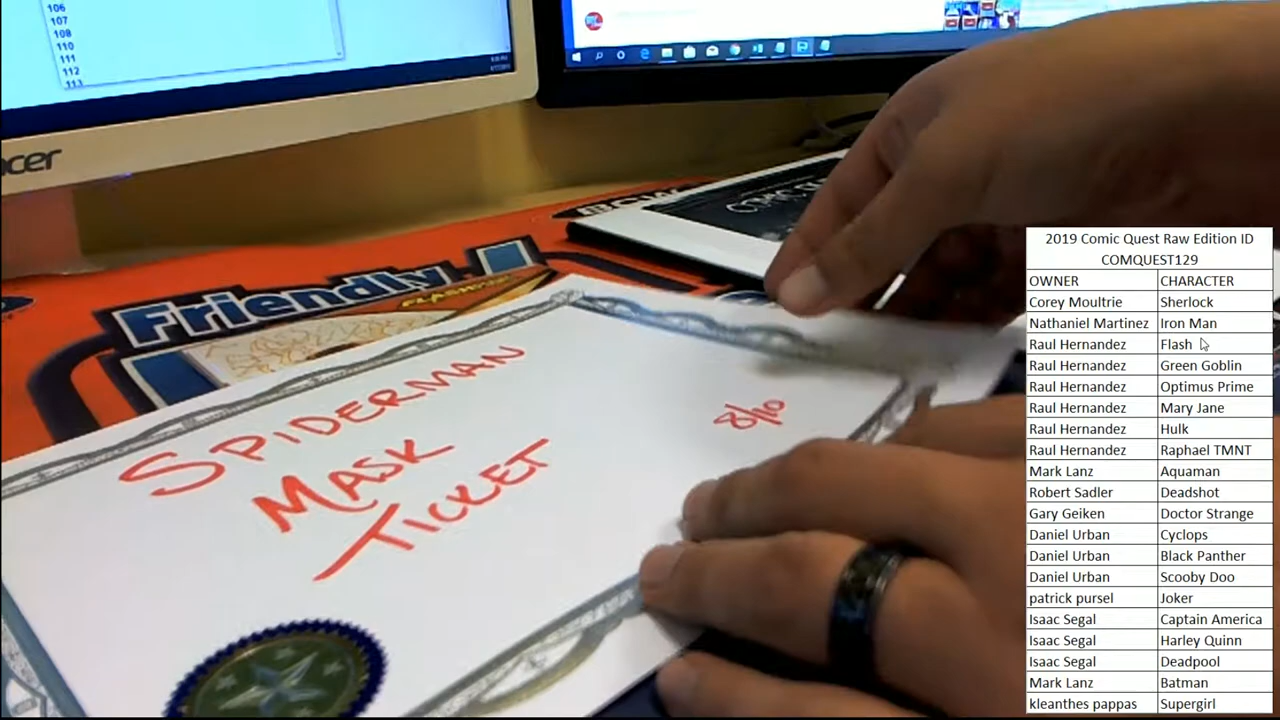 106
107
108
110
111
112
113
acer
Friendly
SPIDERMAN
MASK
TICKET
8/10
2019 Comic Quest Raw Edition ID
COMQUEST129
OWNER CHARACTER
Corey Moultrie Sherlock
Nathaniel Martinez Iron Man
Raul Hernandez Flash
Raul Hernandez Green Goblin
Raul Hernandez Optimus Prime
Raul Hernandez Mary Jane
Raul Hernandez Hulk
Raul Hernandez Raphael TMNT
Mark Lanz Aquaman
Robert Sadler Deadshot
Gary Geiken Doctor Strange
Daniel Urban Cyclops
Daniel Urban Black Panther
Daniel Urban Scooby Doo
patrick pursel Joker
Isaac Segal Captain America
Isaac Segal Harley Quinn
Isaac Segal Deadpool
Mark Lanz Batman
kleanthes pappas Supergirl